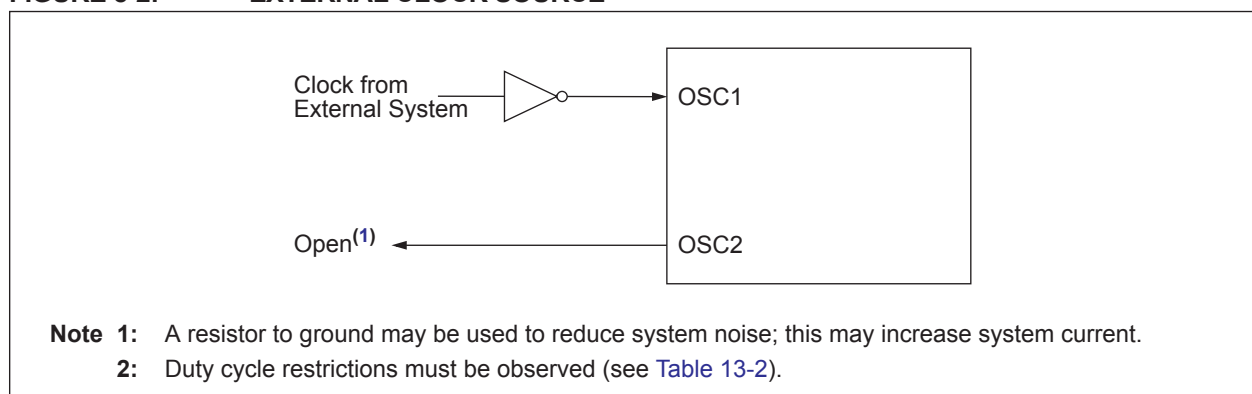 Clock from
External System
OSC1
Open(1)
OSC2
Note 1: A resistor to ground may be used to reduce system noise; this may increase system current.
2: Duty cycle restrictions must be observed (see Table 13-2).